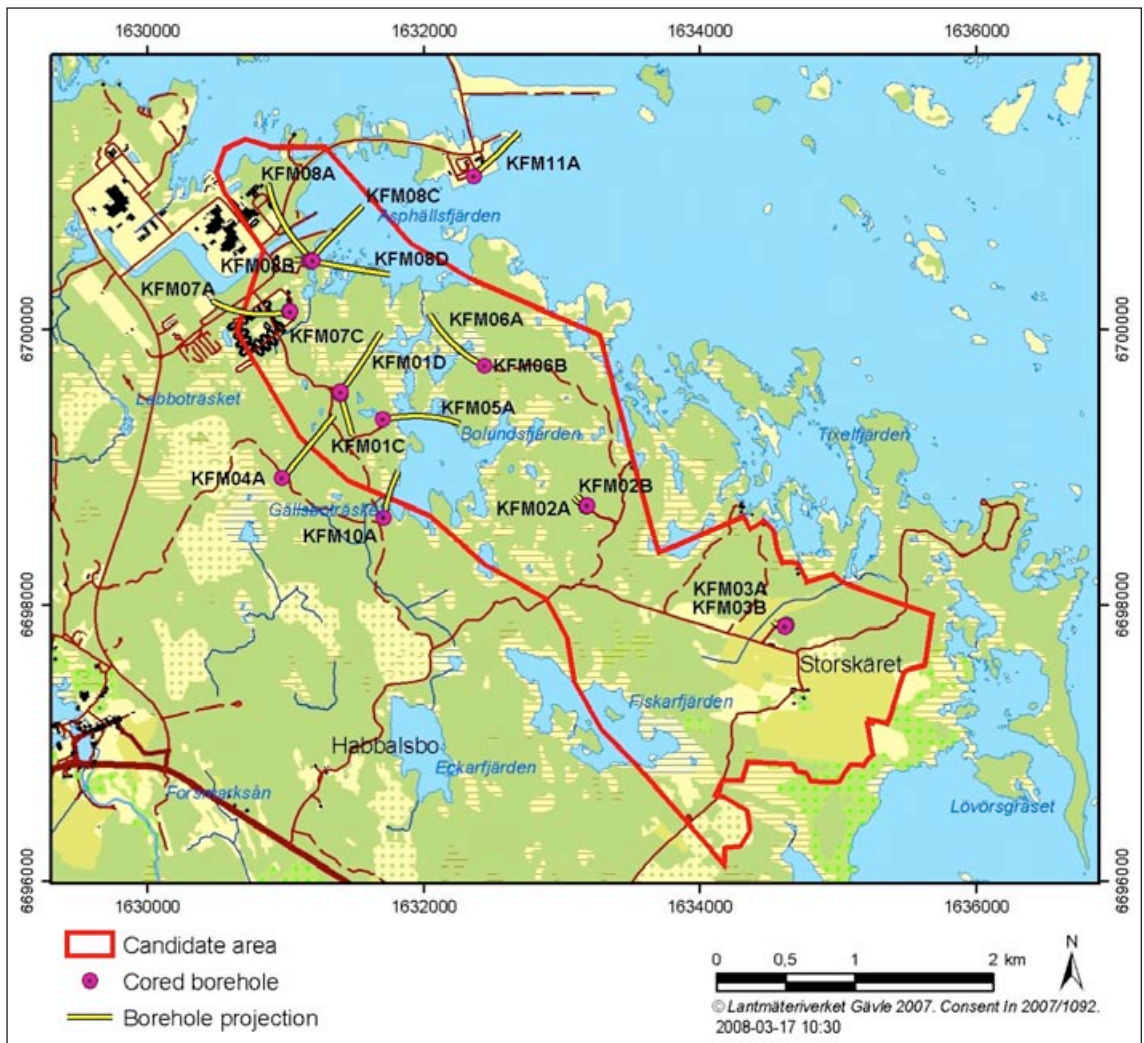 1630000 1632000 1634000 1636000
KFM11A
KFM08A
KFM08C
Asphällsfjärden
KFM08B
KFM08D
KFM07A
6700000
6700000
KFM06A
KFM07C
KFM01D
KFM06B
Labboträsket
KFM05A
Bolundsfjärden
Tixelfjärden
KFM01C
KFM04A
KFM02B
KFM02A
Gällsboträsket
KFM10A
6698000
6698000
KFM03A
KFM03B
Storskäret
Fiskarfjärden
Habbalsbo
Eckarfjärden
Forsmarksån
Lövörsgräset
6696000
6696000
1630000 1632000 1634000 1636000
Candidate area
Cored borehole
Borehole projection
0 0,5 1 2 km
N
© Lantmäteriverket Gävle 2007. Consent In 2007/1092.
2008-03-17 10:30